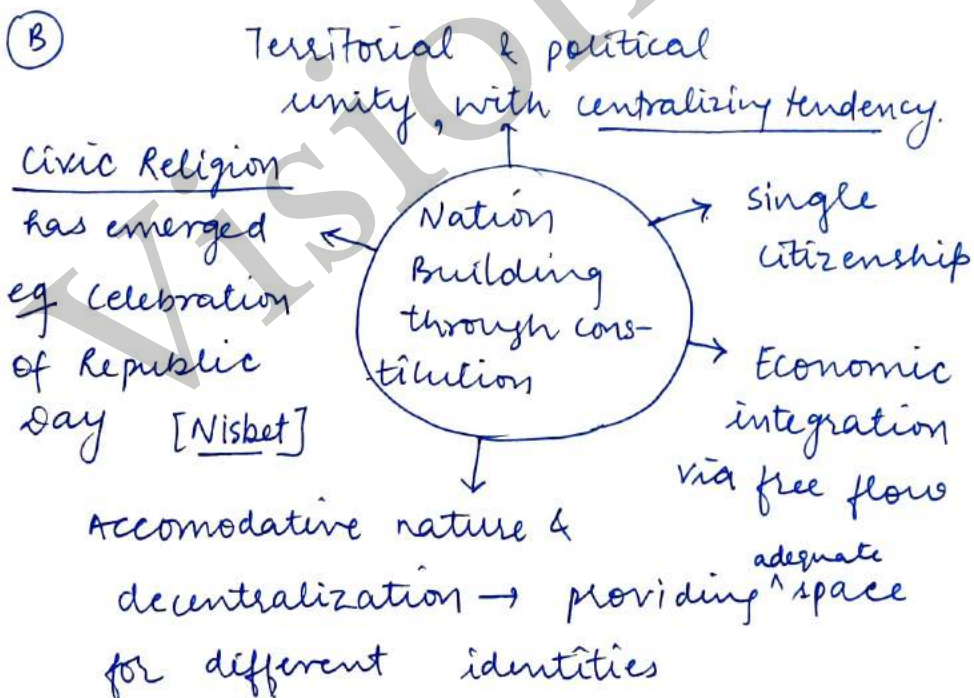 B
Territorial & political
unity, with centralizing tendency.
Civic Religion
has emerged
eg Celebration
of Republic
Day [Nisbet]
Nation
Building
through cons-
titution
single
citizenship
Economic
integration
via free flow
Accomodative nature &
decentralization → providing ^adequate space
for different identities
Vision